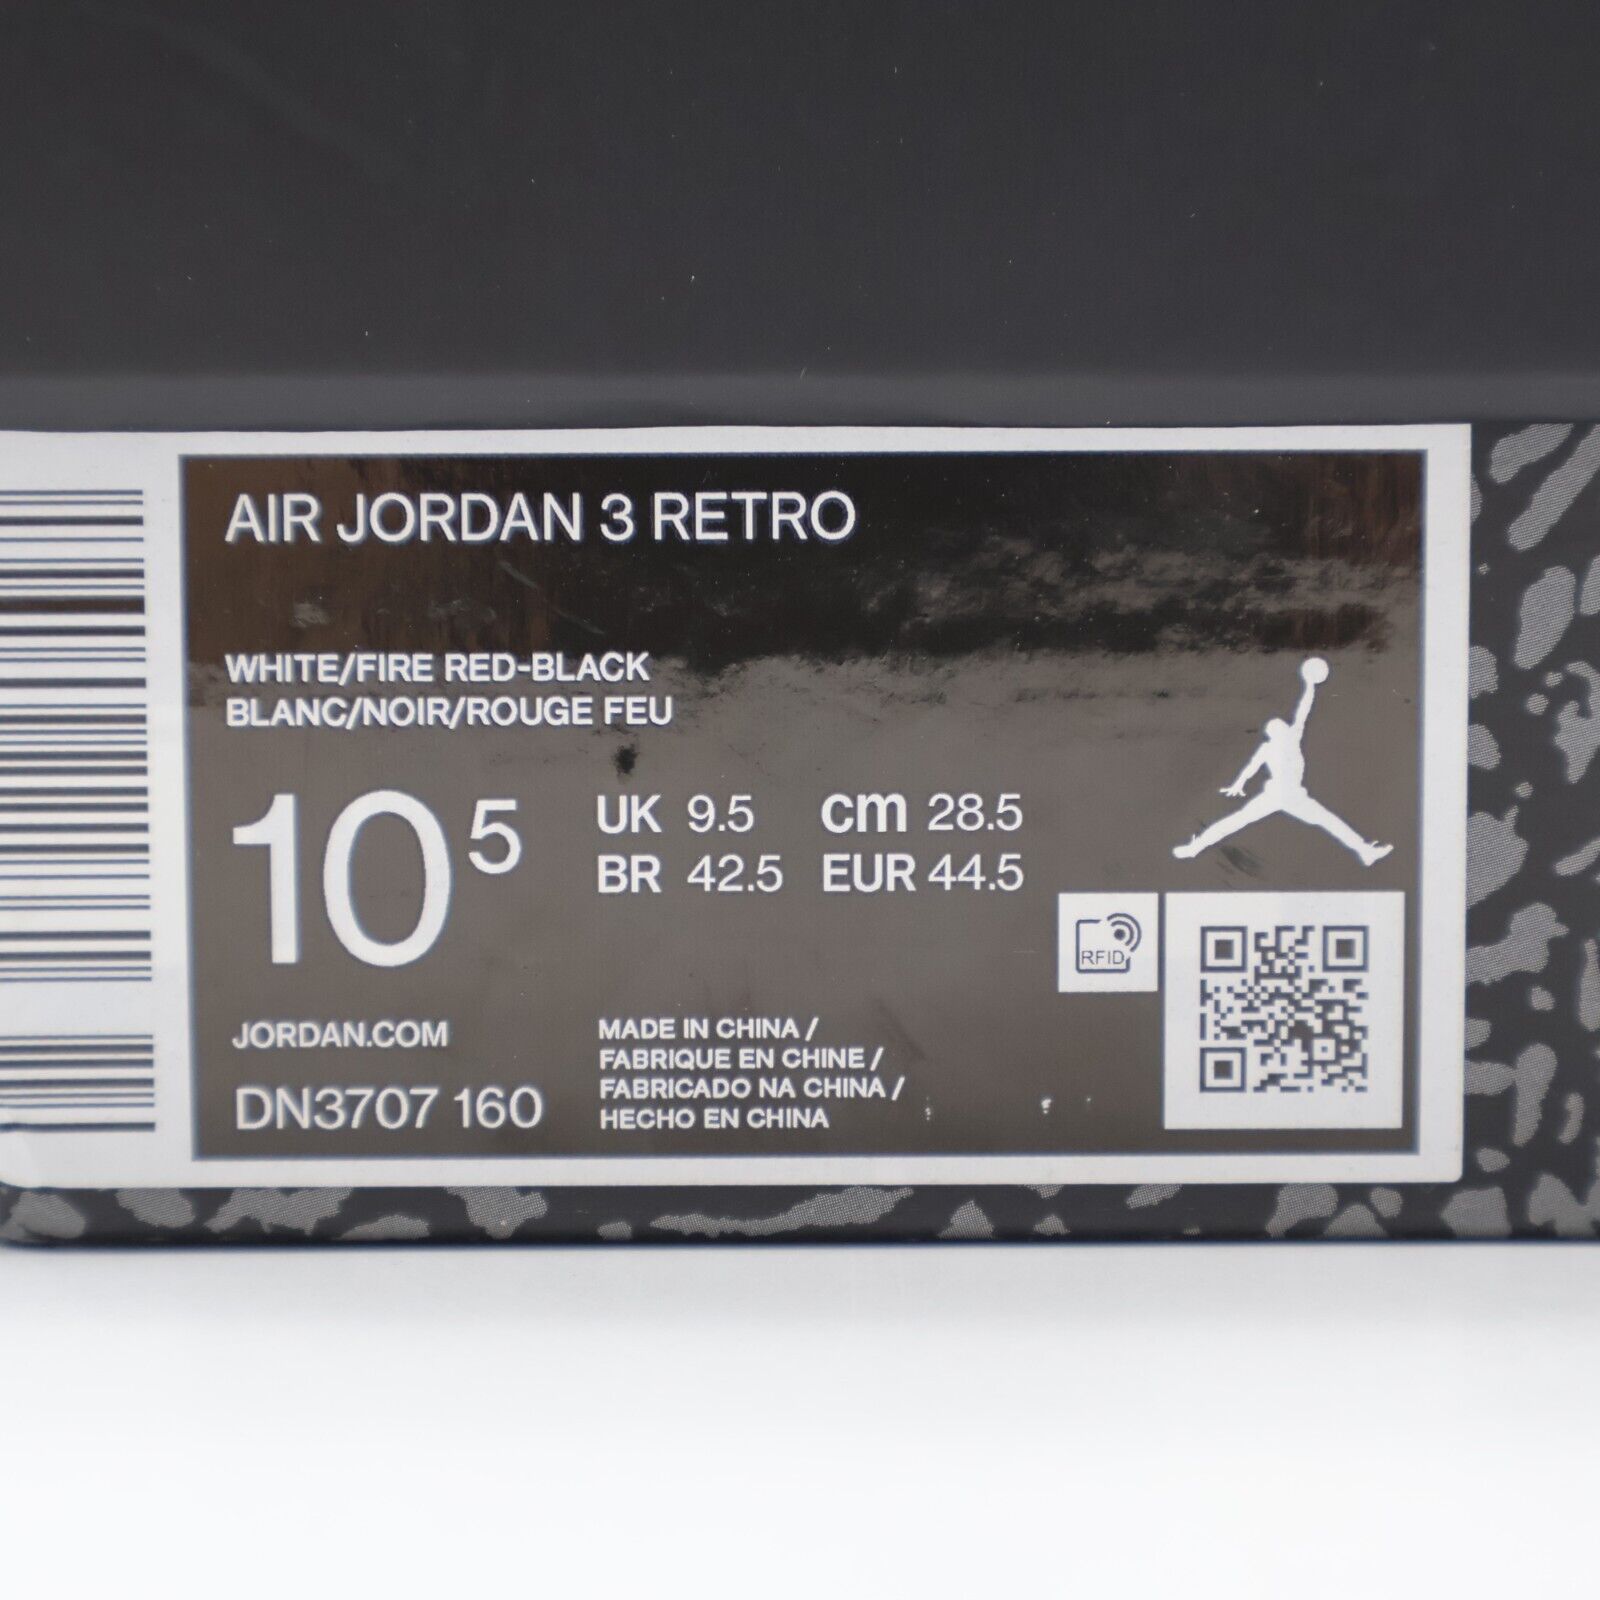 AIR JORDAN 3 RETRO
WHITE/FIRE RED-BLACK
BLANC/NOIR/ROUGE FEU
10 5
UK 9.5 cm 28.5
BR 42.5 EUR 44.5
RFID
JORDAN.COM
DN3707 160
MADE IN CHINA /
FABRIQUE EN CHINE /
FABRICADO NA CHINA /
HECHO EN CHINA